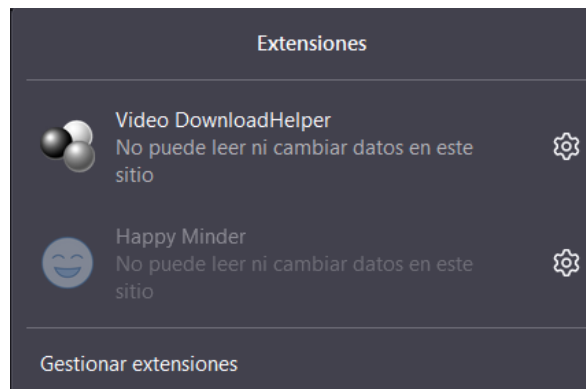 Extensiones
Video DownloadHelper
No puede leer ni cambiar datos en este
sitio
Happy Minder
No puede leer ni cambiar datos en este
sitio
Gestionar extensiones